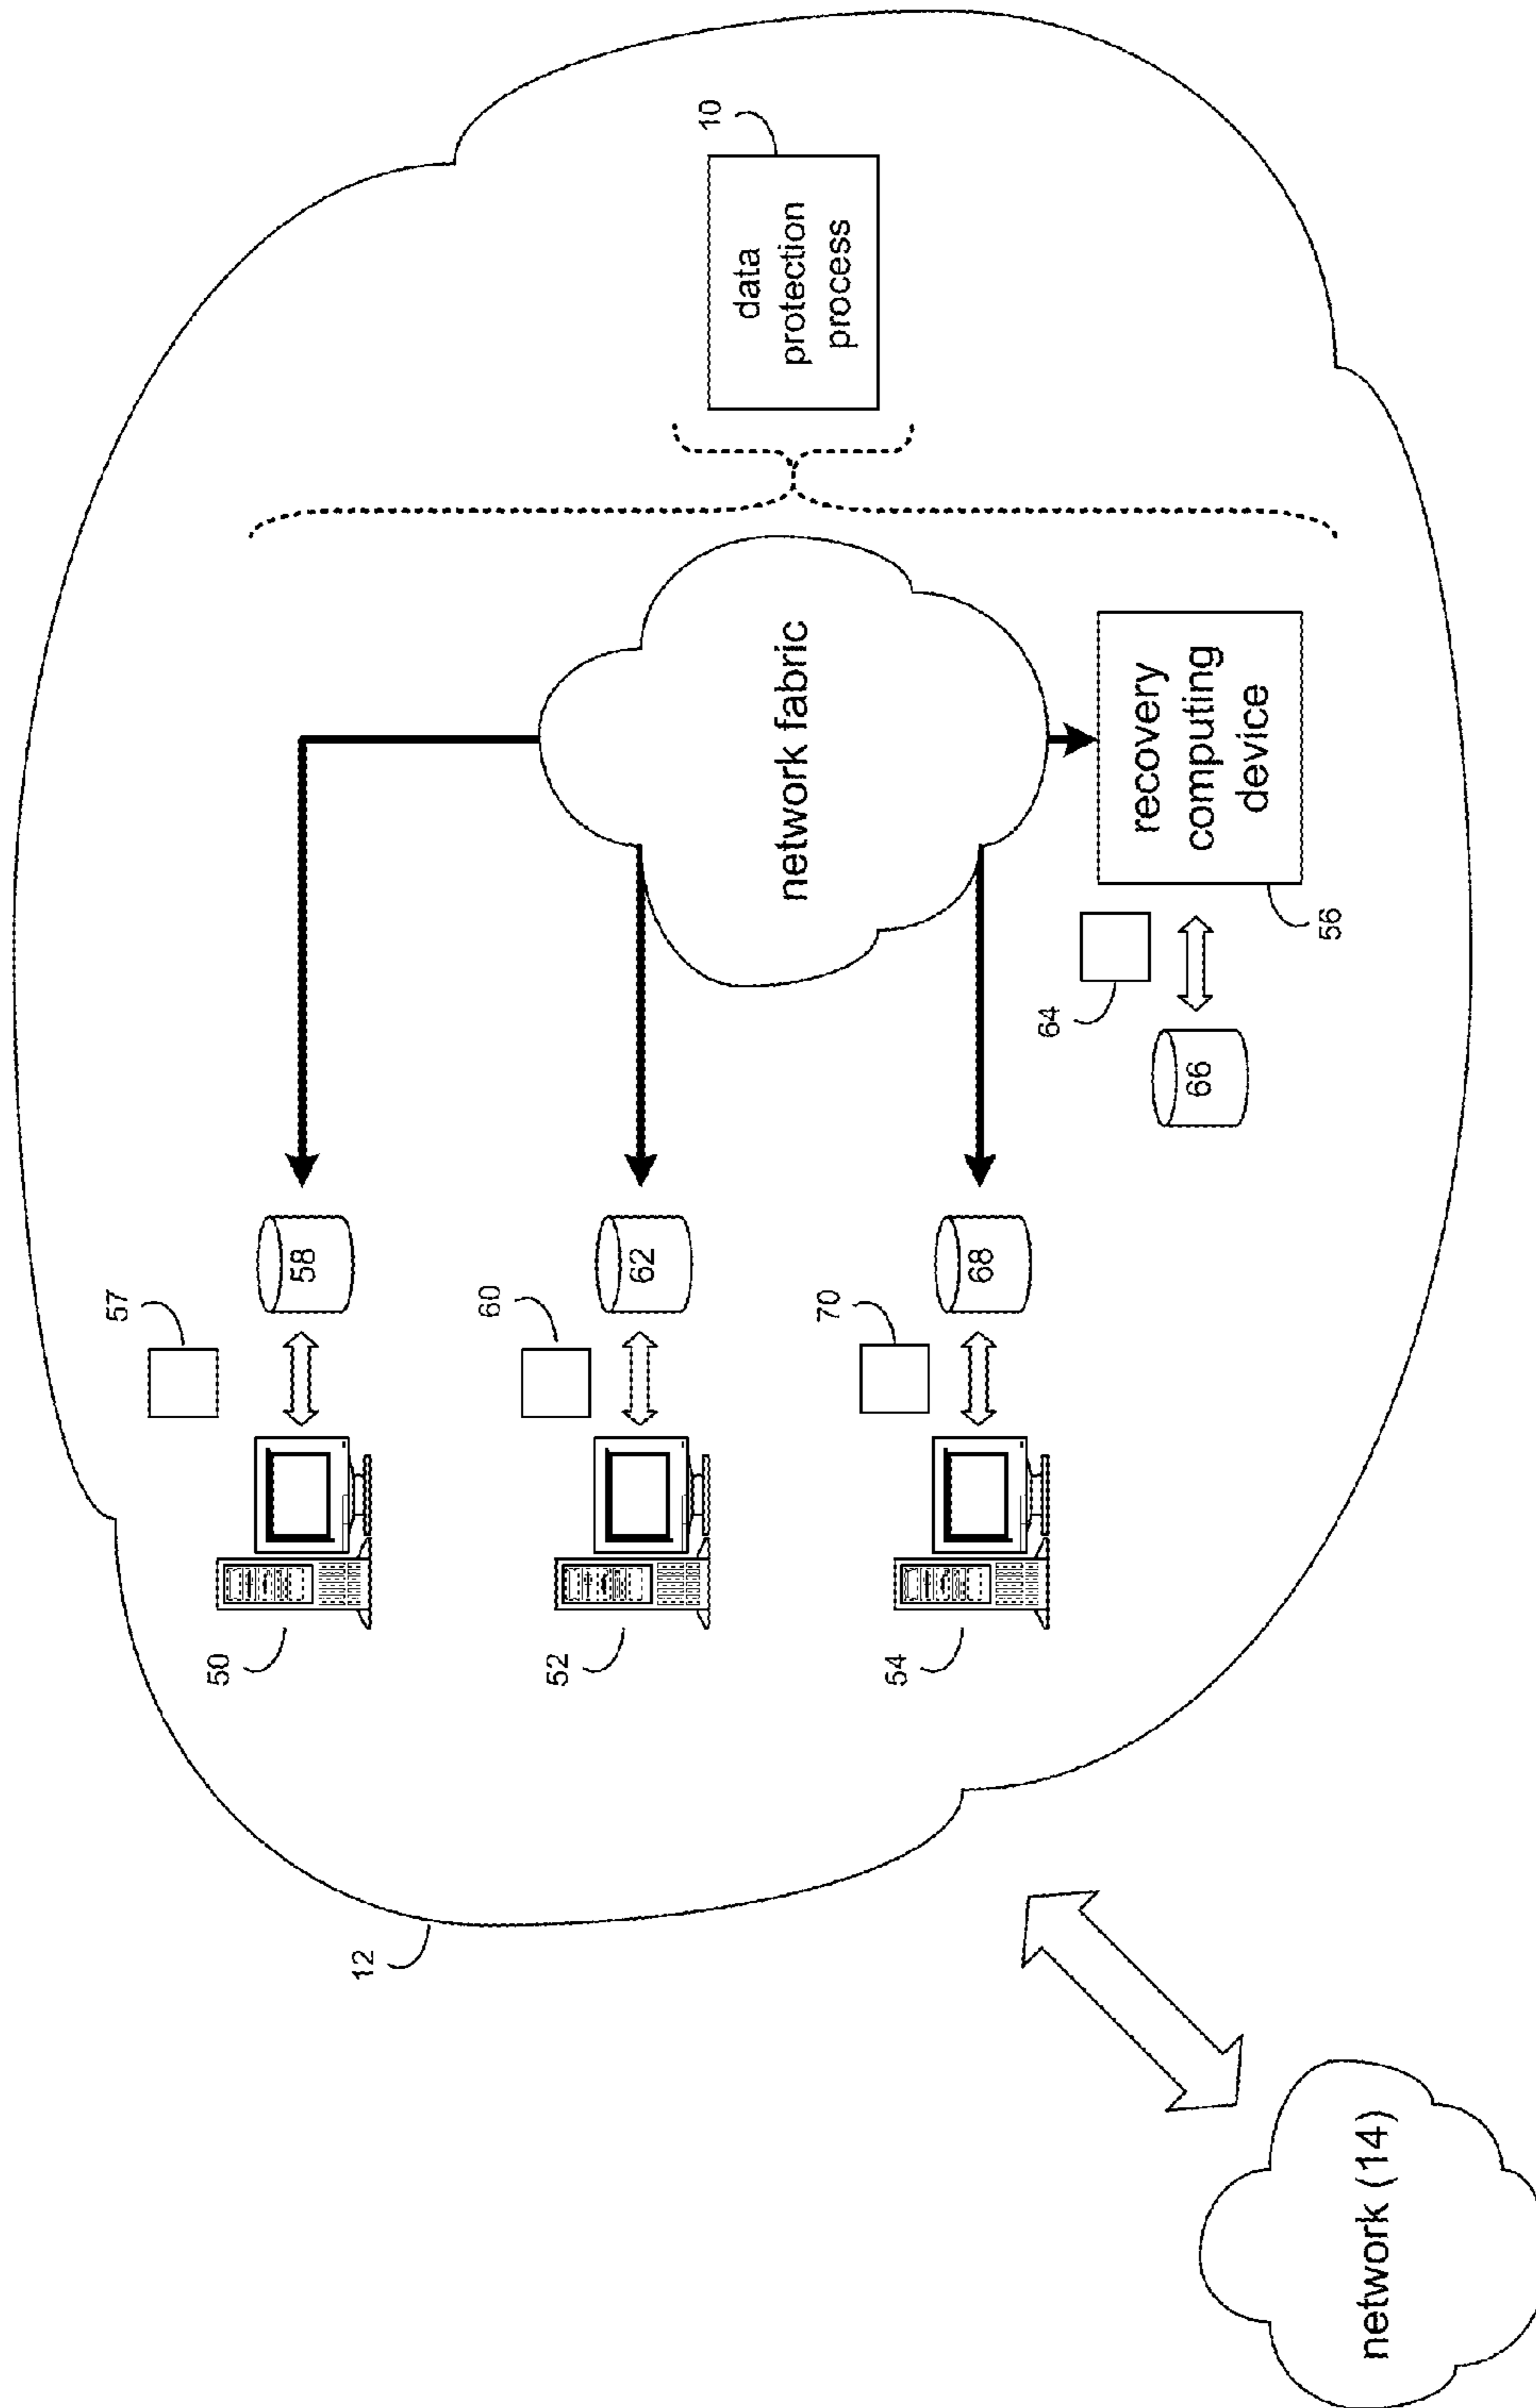 57
50
58
12
60
52
62
10
data
protection
process
network fabric
70
54
68
64
66
recovery
computing
device
56
network (14)